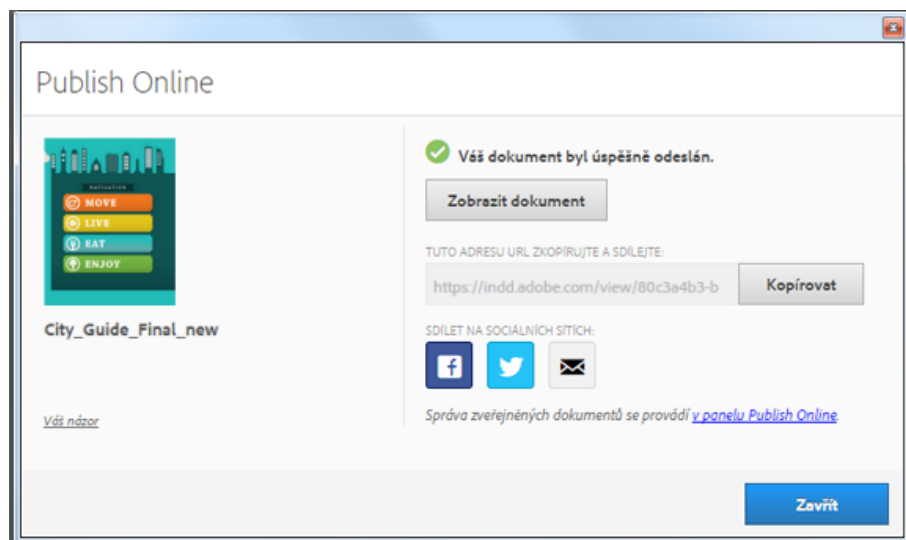 Publish Online
NAVIGATION
MOVE
LIVE
EAT
ENJOY
City_Guide_Final_new
Váš názor
Váš dokument byl úspěšně odeslán.
Zobrazit dokument
TUTO ADRESU URL ZKOPÍRUJTE A SDÍLEJTE:
https://indd.adobe.com/view/80c3a4b3-b
Kopírovat
SDÍLET NA SOCIÁLNÍCH SÍTÍCH:
Správa zveřejněných dokumentů se provádí v panelu Publish Online.
Zavřít